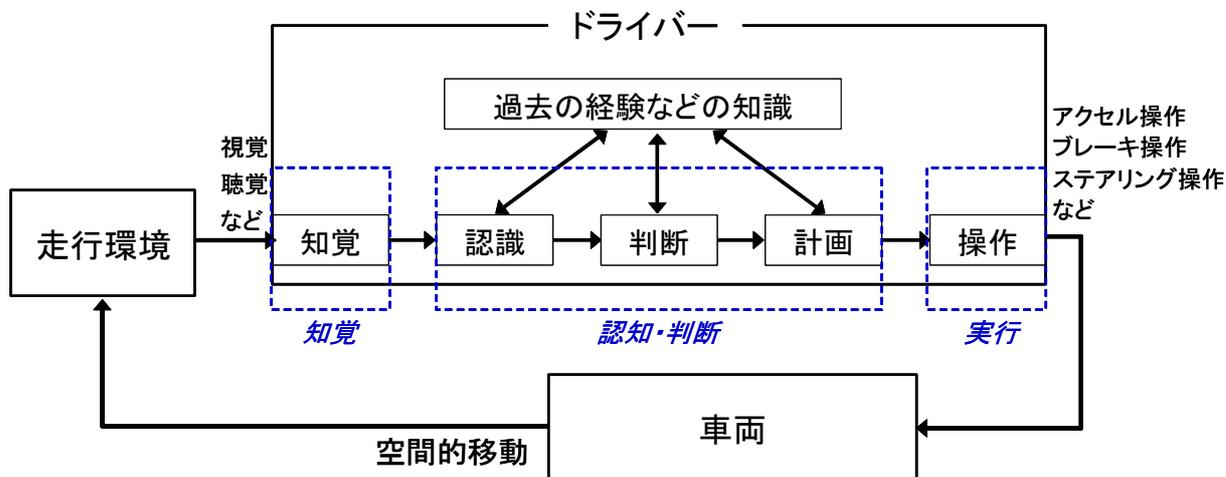 ドライバー
過去の経験などの知識
視覚
聴覚
など
アクセル操作
ブレーキ操作
ステアリング操作
など
走行環境
知覚
認識
判断
計画
操作
知覚
認知・判断
実行
車両
空間的移動